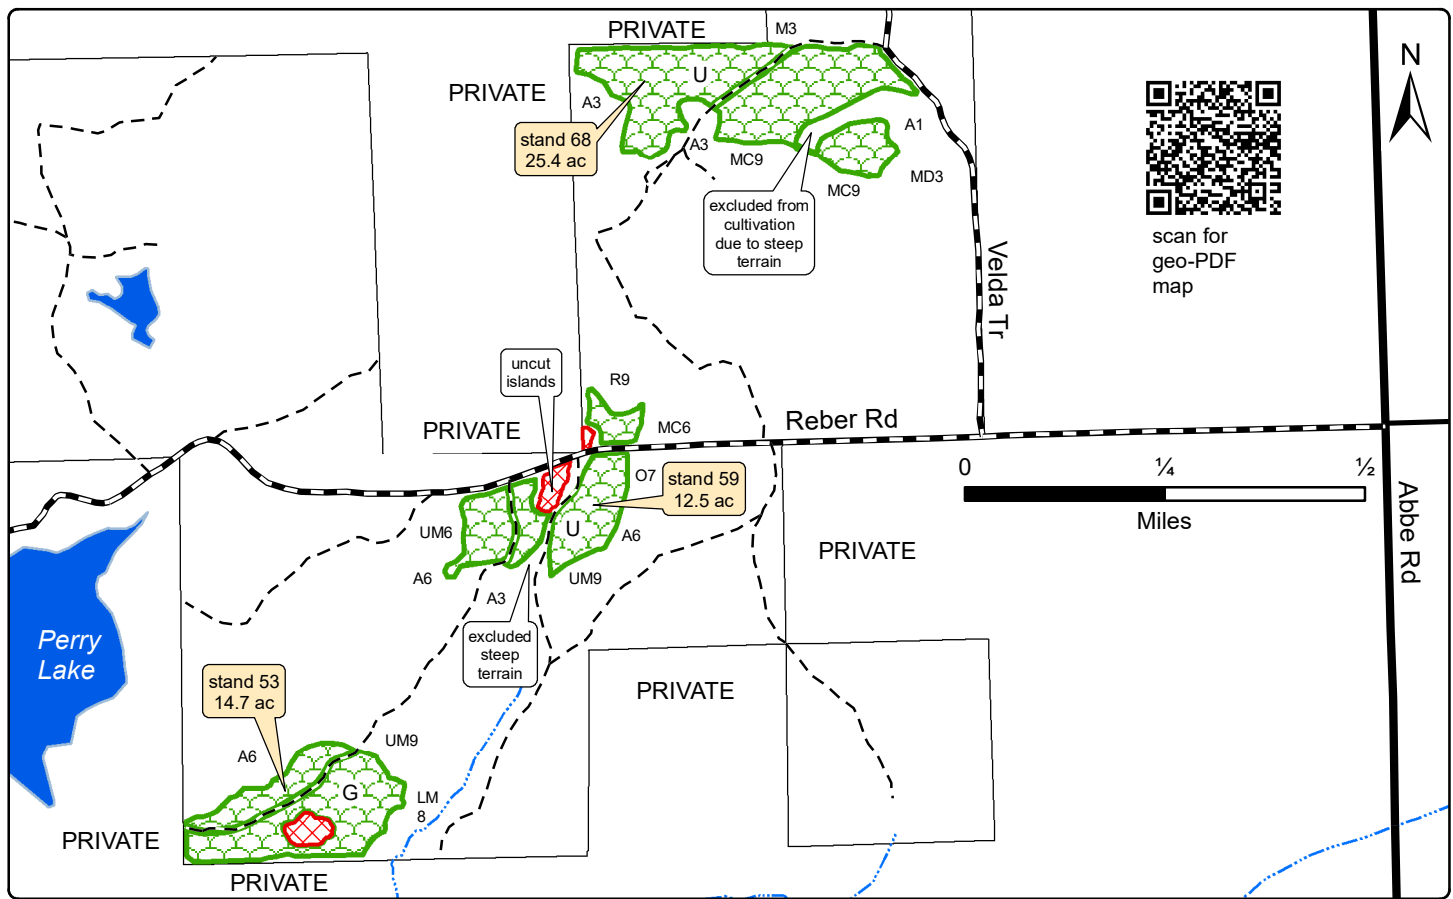 PRIVATE
M3
N
PRIVATE
U
A3
stand 68
25.4 ac
A3
MC9
A1
MD3
MC9
excluded from
cultivation
due to steep
terrain
scan for
geo-PDF
map
Velda Tr
uncut
islands
R9
PRIVATE
MC6
Reber Rd
0
¼
½
Miles
O7
stand 59
12.5 ac
UM6
U
A6
A6
UM9
A3
PRIVATE
Abbe Rd
excluded
steep
terrain
Perry
Lake
stand 53
14.7 ac
PRIVATE
A6
UM9
G
LM
8
PRIVATE
PRIVATE